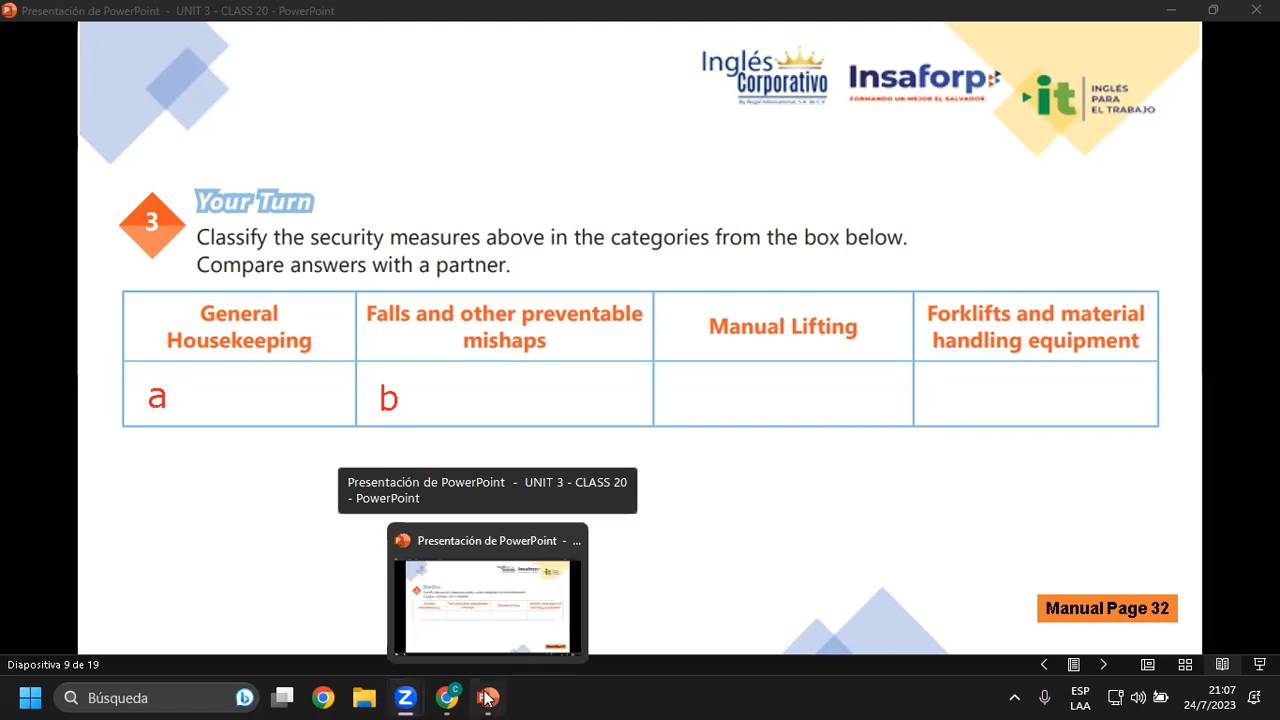 Presentación de PowerPoint - UNIT 3 - CLASS 20 - PowerPoint
Inglés
Corporativo
Insaforp
FORMANDO UN MEJOR EL SALVADOR
it
INGLÉS
PARA
EL TRABAJO
3
Your Turn
Classify the security measures above in the categories from the box below.
Compare answers with a partner.
General
Housekeeping
Falls and other preventable
mishaps
Manual Lifting
Forklifts and material
handling equipment
a
b
Presentación de PowerPoint - UNIT 3 - CLASS 20
- PowerPoint
Presentación de PowerPoint - ...
Manual Page 32
Diapositiva 9 de 19
Búsqueda
ESP
LAA
21:07
24/7/2023